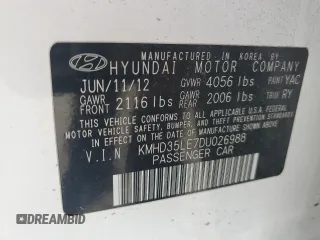 MANUFACTURED IN KOREA BY
HYUNDAI MOTOR COMPANY
JUN/11/12 GVWR 4056 lbs PAINT YAC
GAWR FRONT 2116 lbs GAWR REAR 2006 lbs TRIM RY
THIS VEHICLE CONFORMS TO ALL APPLICABLE U.S. FEDERAL
MOTOR VEHICLE SAFETY, BUMPER, AND THEFT PREVENTION
STANDARDS IN EFFECT ON THE DATE OF MANUFACTURE SHOWN ABOVE
V.I.N KMHD35LE7DU026988
PASSENGER CAR
DASHBOARD DIARIES